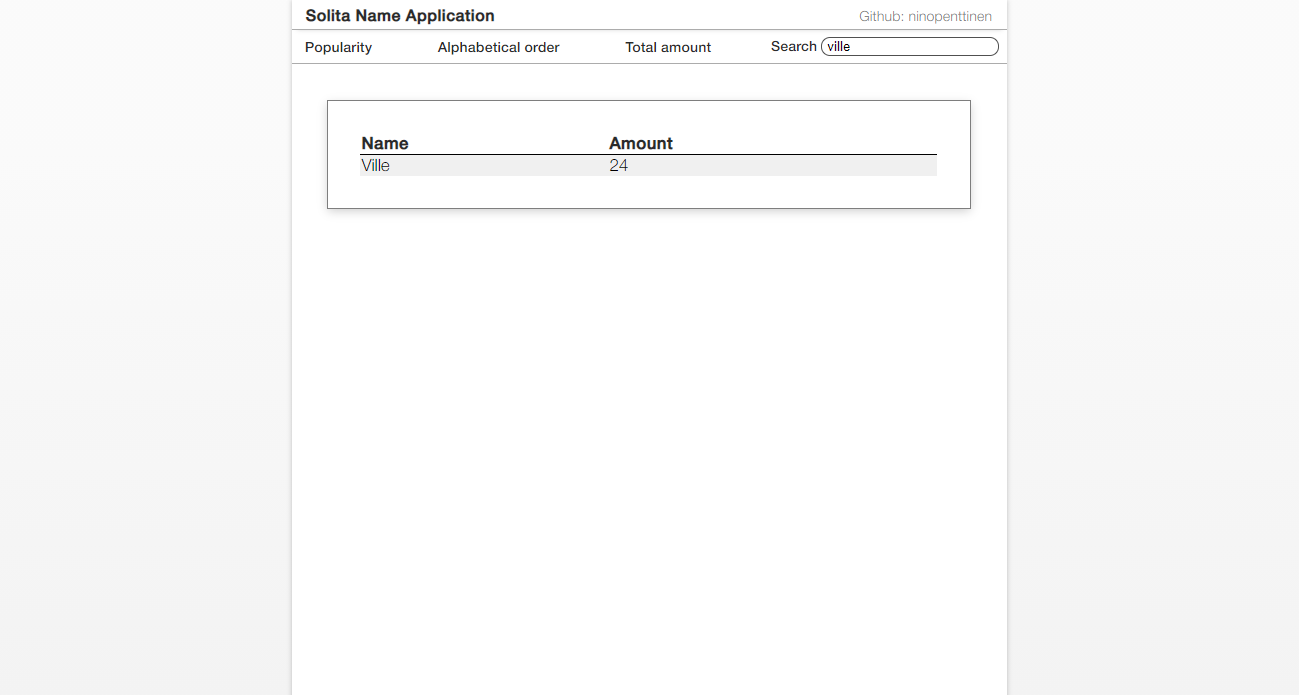 Solita Name Application Github: ninopenttinen
Popularity Alphabetical order Total amount Search ville
Name Amount
Ville 24